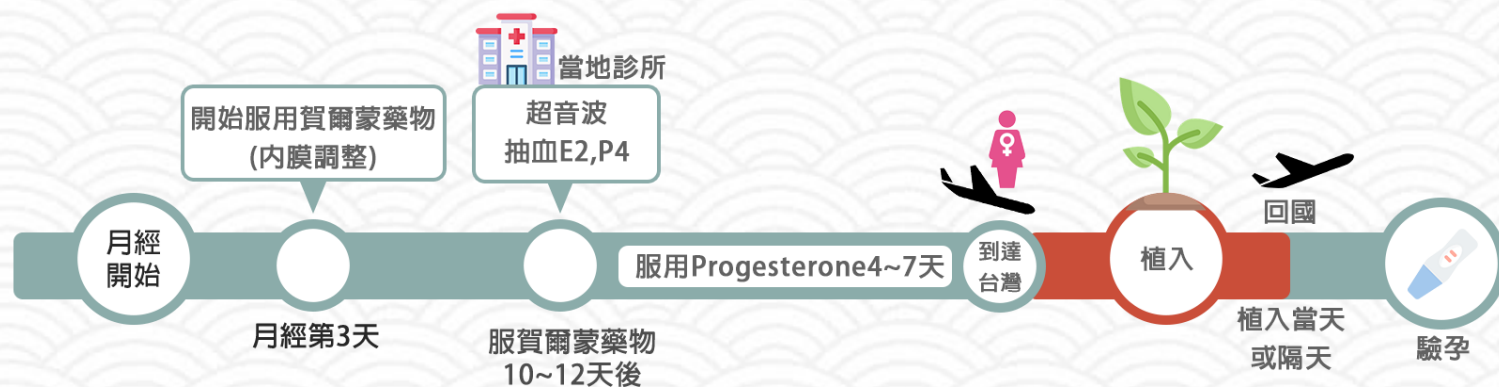 當地診所
開始服用賀爾蒙藥物
(内膜調整)
超音波
抽血E2,P4
月經
開始
月經第3天
服賀爾蒙藥物
10~12天後
服用Progesterone4~7天
到達
台灣
植入
回國
植入當天
或隔天
驗孕